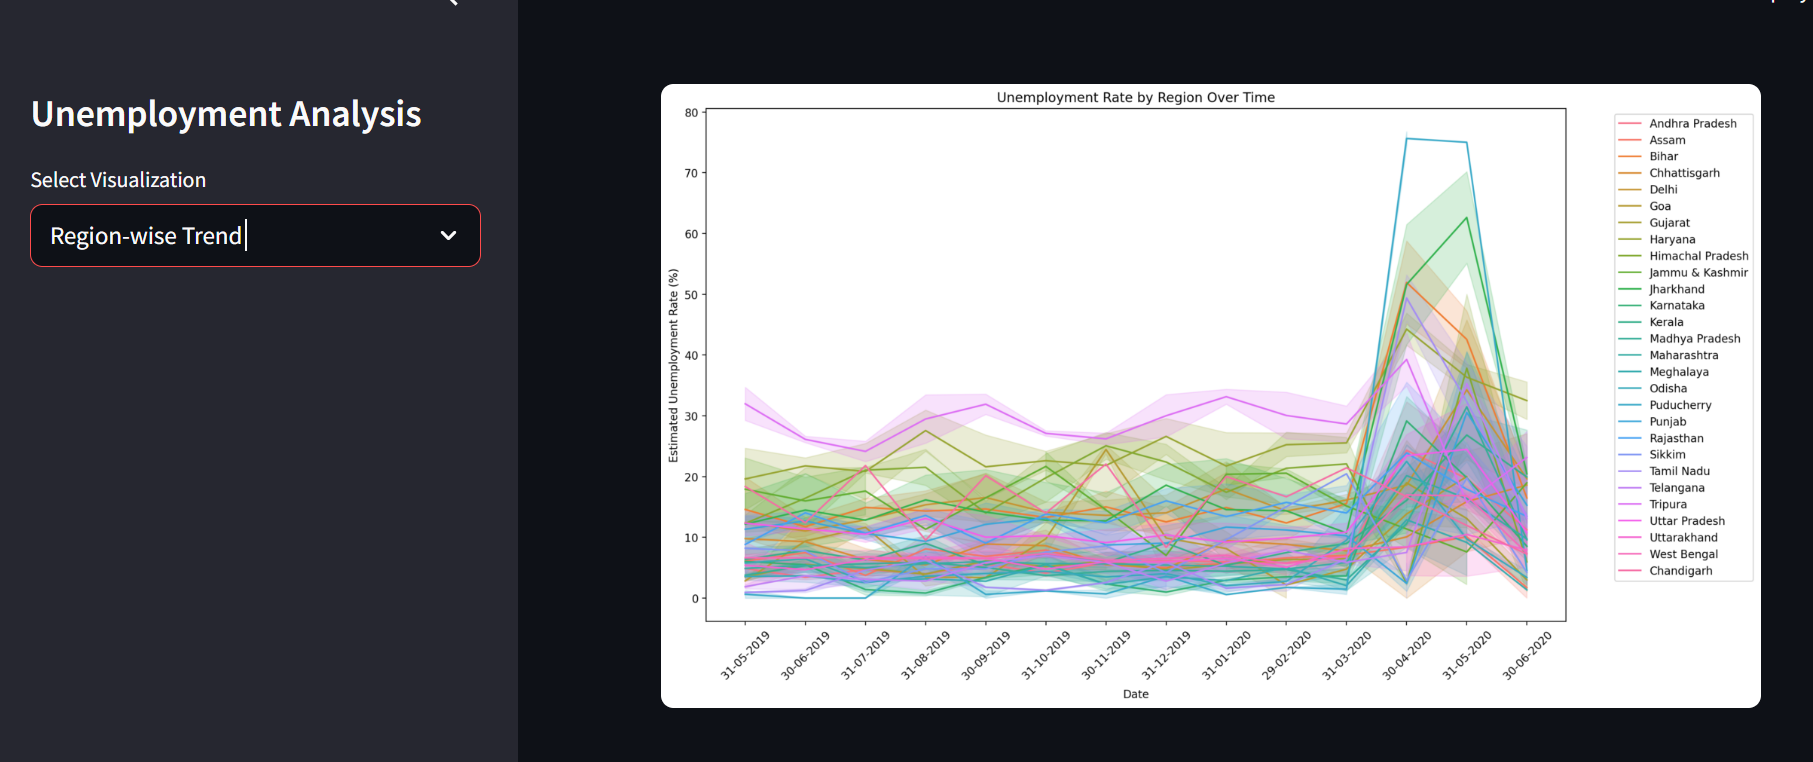 Unemployment Analysis
Select Visualization
Region-wise Trend
Unemployment Rate by Region Over Time
Estimated Unemployment Rate (%)
80
70
60
50
40
30
20
10
0
31-05-2019
30-06-2019
31-07-2019
31-08-2019
30-09-2019
31-10-2019
30-11-2019
31-12-2019
31-01-2020
29-02-2020
31-03-2020
30-04-2020
31-05-2020
30-06-2020
Date
Andhra Pradesh
Assam
Bihar
Chhattisgarh
Delhi
Goa
Gujarat
Haryana
Himachal Pradesh
Jammu & Kashmir
Jharkhand
Karnataka
Kerala
Madhya Pradesh
Maharashtra
Meghalaya
Odisha
Puducherry
Punjab
Rajasthan
Sikkim
Tamil Nadu
Telangana
Tripura
Uttar Pradesh
Uttarakhand
West Bengal
Chandigarh